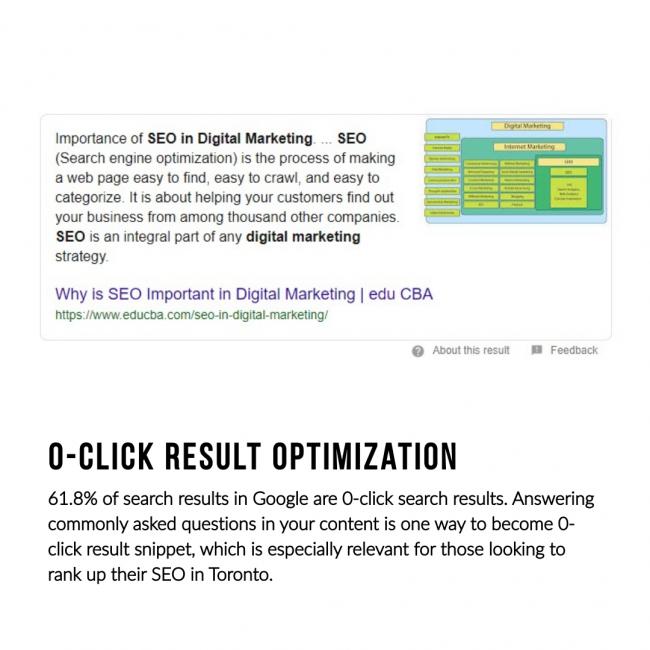 Importance of SEO in Digital Marketing. ... SEO
(Search engine optimization) is the process of making
a web page easy to find, easy to crawl, and easy to
categorize. It is about helping your customers find out
your business from among thousand other companies.
SEO is an integral part of any digital marketing
strategy.
Digital Marketing
Internet Marketing
Why is SEO Important in Digital Marketing | edu CBA
https://www.educba.com/seo-in-digital-marketing/
About this result Feedback
0-CLICK RESULT OPTIMIZATION
61.8% of search results in Google are 0-click search results. Answering
commonly asked questions in your content is one way to become 0-
click result snippet, which is especially relevant for those looking to
rank up their SEO in Toronto.